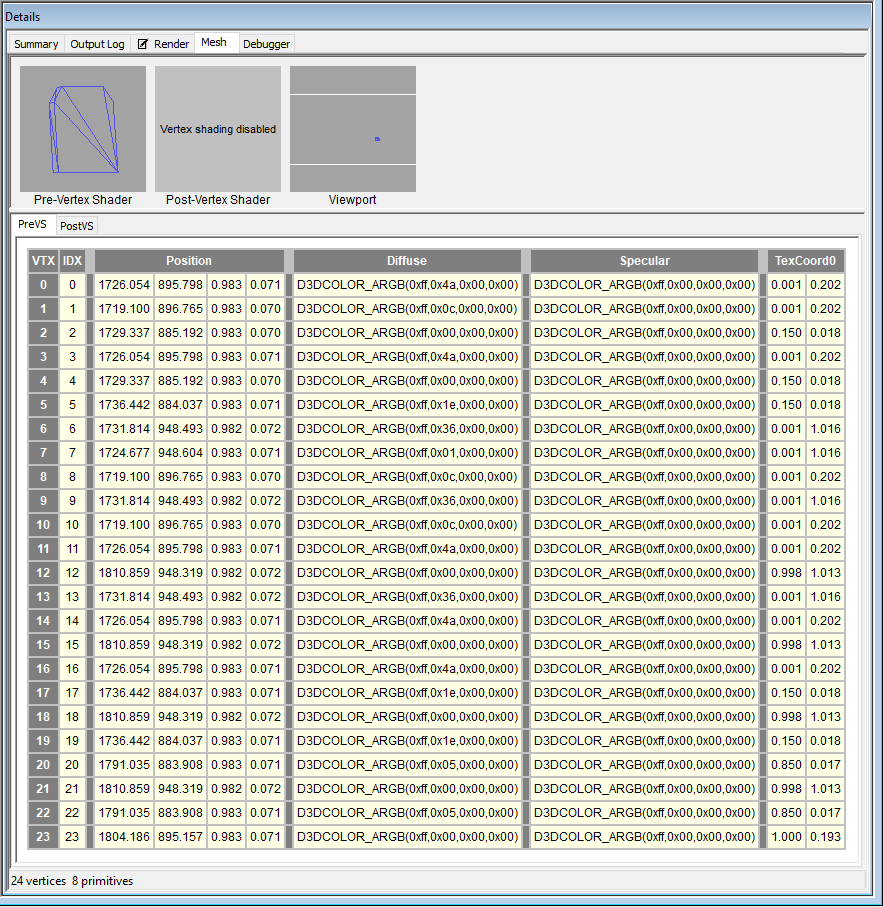 Details
Summary Output Log Render Mesh Debugger
Vertex shading disabled
Pre-Vertex Shader Post-Vertex Shader Viewport
PreVS PostVS
VTX IDX Position Diffuse Specular TexCoord0
0 0 1726.054 895.798 0.983 0.071 D3DCOLOR_ARGB(0xff,0x4a,0x00,0x00) D3DCOLOR_ARGB(0xff,0x00,0x00,0x00) 0.001 0.202
1 1 1719.100 896.765 0.983 0.070 D3DCOLOR_ARGB(0xff,0x0c,0x00,0x00) D3DCOLOR_ARGB(0xff,0x00,0x00,0x00) 0.001 0.202
2 2 1729.337 885.192 0.983 0.070 D3DCOLOR_ARGB(0xff,0x00,0x00,0x00) D3DCOLOR_ARGB(0xff,0x00,0x00,0x00) 0.150 0.018
3 3 1726.054 895.798 0.983 0.071 D3DCOLOR_ARGB(0xff,0x4a,0x00,0x00) D3DCOLOR_ARGB(0xff,0x00,0x00,0x00) 0.001 0.202
4 4 1729.337 885.192 0.983 0.070 D3DCOLOR_ARGB(0xff,0x00,0x00,0x00) D3DCOLOR_ARGB(0xff,0x00,0x00,0x00) 0.150 0.018
5 5 1736.442 884.037 0.983 0.071 D3DCOLOR_ARGB(0xff,0x1e,0x00,0x00) D3DCOLOR_ARGB(0xff,0x00,0x00,0x00) 0.150 0.018
6 6 1731.814 948.493 0.982 0.072 D3DCOLOR_ARGB(0xff,0x36,0x00,0x00) D3DCOLOR_ARGB(0xff,0x00,0x00,0x00) 0.001 1.016
7 7 1724.677 948.604 0.983 0.071 D3DCOLOR_ARGB(0xff,0x01,0x00,0x00) D3DCOLOR_ARGB(0xff,0x00,0x00,0x00) 0.001 1.016
8 8 1719.100 896.765 0.983 0.070 D3DCOLOR_ARGB(0xff,0x0c,0x00,0x00) D3DCOLOR_ARGB(0xff,0x00,0x00,0x00) 0.001 0.202
9 9 1731.814 948.493 0.982 0.072 D3DCOLOR_ARGB(0xff,0x36,0x00,0x00) D3DCOLOR_ARGB(0xff,0x00,0x00,0x00) 0.001 1.016
10 10 1719.100 896.765 0.983 0.070 D3DCOLOR_ARGB(0xff,0x0c,0x00,0x00) D3DCOLOR_ARGB(0xff,0x00,0x00,0x00) 0.001 0.202
11 11 1726.054 895.798 0.983 0.071 D3DCOLOR_ARGB(0xff,0x4a,0x00,0x00) D3DCOLOR_ARGB(0xff,0x00,0x00,0x00) 0.001 0.202
12 12 1810.859 948.319 0.982 0.072 D3DCOLOR_ARGB(0xff,0x00,0x00,0x00) D3DCOLOR_ARGB(0xff,0x00,0x00,0x00) 0.998 1.013
13 13 1731.814 948.493 0.982 0.072 D3DCOLOR_ARGB(0xff,0x36,0x00,0x00) D3DCOLOR_ARGB(0xff,0x00,0x00,0x00) 0.001 1.016
14 14 1726.054 895.798 0.983 0.071 D3DCOLOR_ARGB(0xff,0x4a,0x00,0x00) D3DCOLOR_ARGB(0xff,0x00,0x00,0x00) 0.001 0.202
15 15 1810.859 948.319 0.982 0.072 D3DCOLOR_ARGB(0xff,0x00,0x00,0x00) D3DCOLOR_ARGB(0xff,0x00,0x00,0x00) 0.998 1.013
16 16 1726.054 895.798 0.983 0.071 D3DCOLOR_ARGB(0xff,0x4a,0x00,0x00) D3DCOLOR_ARGB(0xff,0x00,0x00,0x00) 0.001 0.202
17 17 1736.442 884.037 0.983 0.071 D3DCOLOR_ARGB(0xff,0x1e,0x00,0x00) D3DCOLOR_ARGB(0xff,0x00,0x00,0x00) 0.150 0.018
18 18 1810.859 948.319 0.982 0.072 D3DCOLOR_ARGB(0xff,0x00,0x00,0x00) D3DCOLOR_ARGB(0xff,0x00,0x00,0x00) 0.998 1.013
19 19 1736.442 884.037 0.983 0.071 D3DCOLOR_ARGB(0xff,0x1e,0x00,0x00) D3DCOLOR_ARGB(0xff,0x00,0x00,0x00) 0.150 0.018
20 20 1791.035 883.908 0.983 0.071 D3DCOLOR_ARGB(0xff,0x05,0x00,0x00) D3DCOLOR_ARGB(0xff,0x00,0x00,0x00) 0.850 0.017
21 21 1810.859 948.319 0.982 0.072 D3DCOLOR_ARGB(0xff,0x00,0x00,0x00) D3DCOLOR_ARGB(0xff,0x00,0x00,0x00) 0.998 1.013
22 22 1791.035 883.908 0.983 0.071 D3DCOLOR_ARGB(0xff,0x05,0x00,0x00) D3DCOLOR_ARGB(0xff,0x00,0x00,0x00) 0.850 0.017
23 23 1804.186 895.157 0.983 0.071 D3DCOLOR_ARGB(0xff,0x00,0x00,0x00) D3DCOLOR_ARGB(0xff,0x00,0x00,0x00) 1.000 0.193
24 vertices 8 primitives